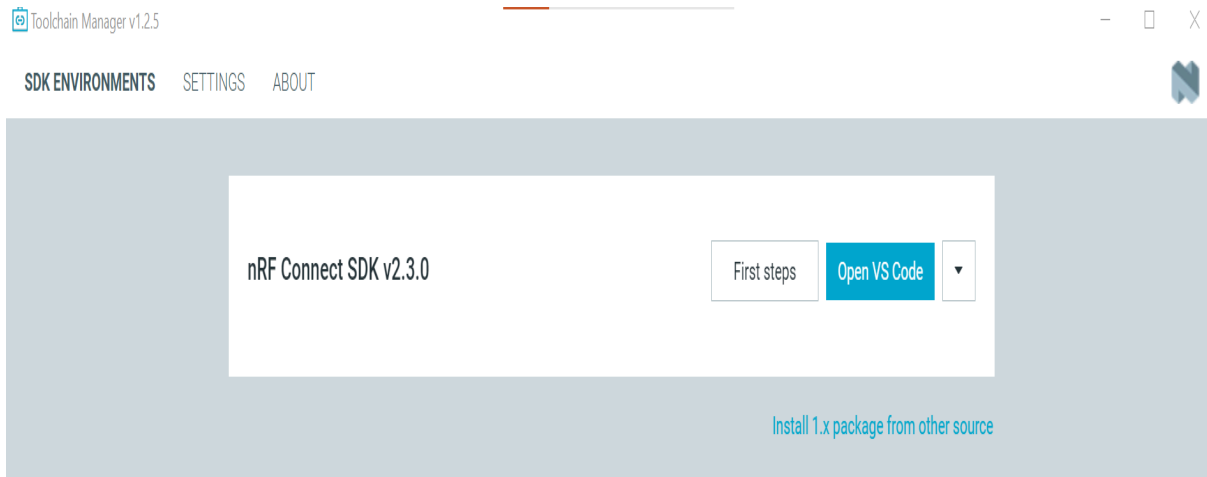 Toolchain Manager v1.2.5
SDK ENVIRONMENTS SETTINGS ABOUT
nRF Connect SDK v2.3.0 First steps Open VS Code
Install 1.x package from other source